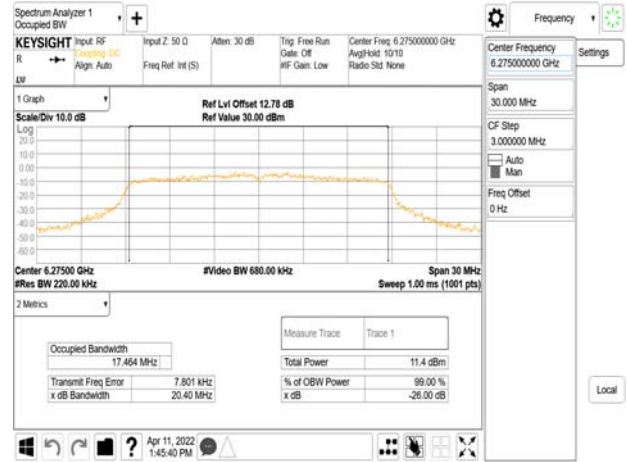 Spectrum Analyzer 1
Occupied BW
+
Frequency
KEYSIGHT
R
LU
Input: RF
Coupling: DC
Align: Auto
Input Z: 50 Ω
Freq Ref: Int (S)
Atten: 30 dB
Trig: Free Run
Gate: Off
#IF Gain: Low
Center Freq: 6.275000000 GHz
Avg|Hold: 10/10
Radio Std: None
Center Frequency
6.275000000 GHz
Settings
Span
30.000 MHz
CF Step
3.000000 MHz
Auto
Man
Freq Offset
0 Hz
Local
1 Graph
Scale/Div 10.0 dB
Ref Lvl Offset 12.78 dB
Ref Value 30.00 dBm
Log
20.0
10.0
0.00
-10.0
-20.0
-30.0
-40.0
-50.0
-60.0
Center 6.27500 GHz
#Res BW 220.00 kHz
#Video BW 680.00 kHz
Span 30 MHz
Sweep 1.00 ms (1001 pts)
2 Metrics
Measure Trace
Trace 1
Occupied Bandwidth
17.464 MHz
Total Power
11.4 dBm
Transmit Freq Error
7.801 kHz
% of OBW Power
99.00 %
x dB Bandwidth
20.40 MHz
x dB
-26.00 dB
?
Apr 11, 2022
1:45:40 PM